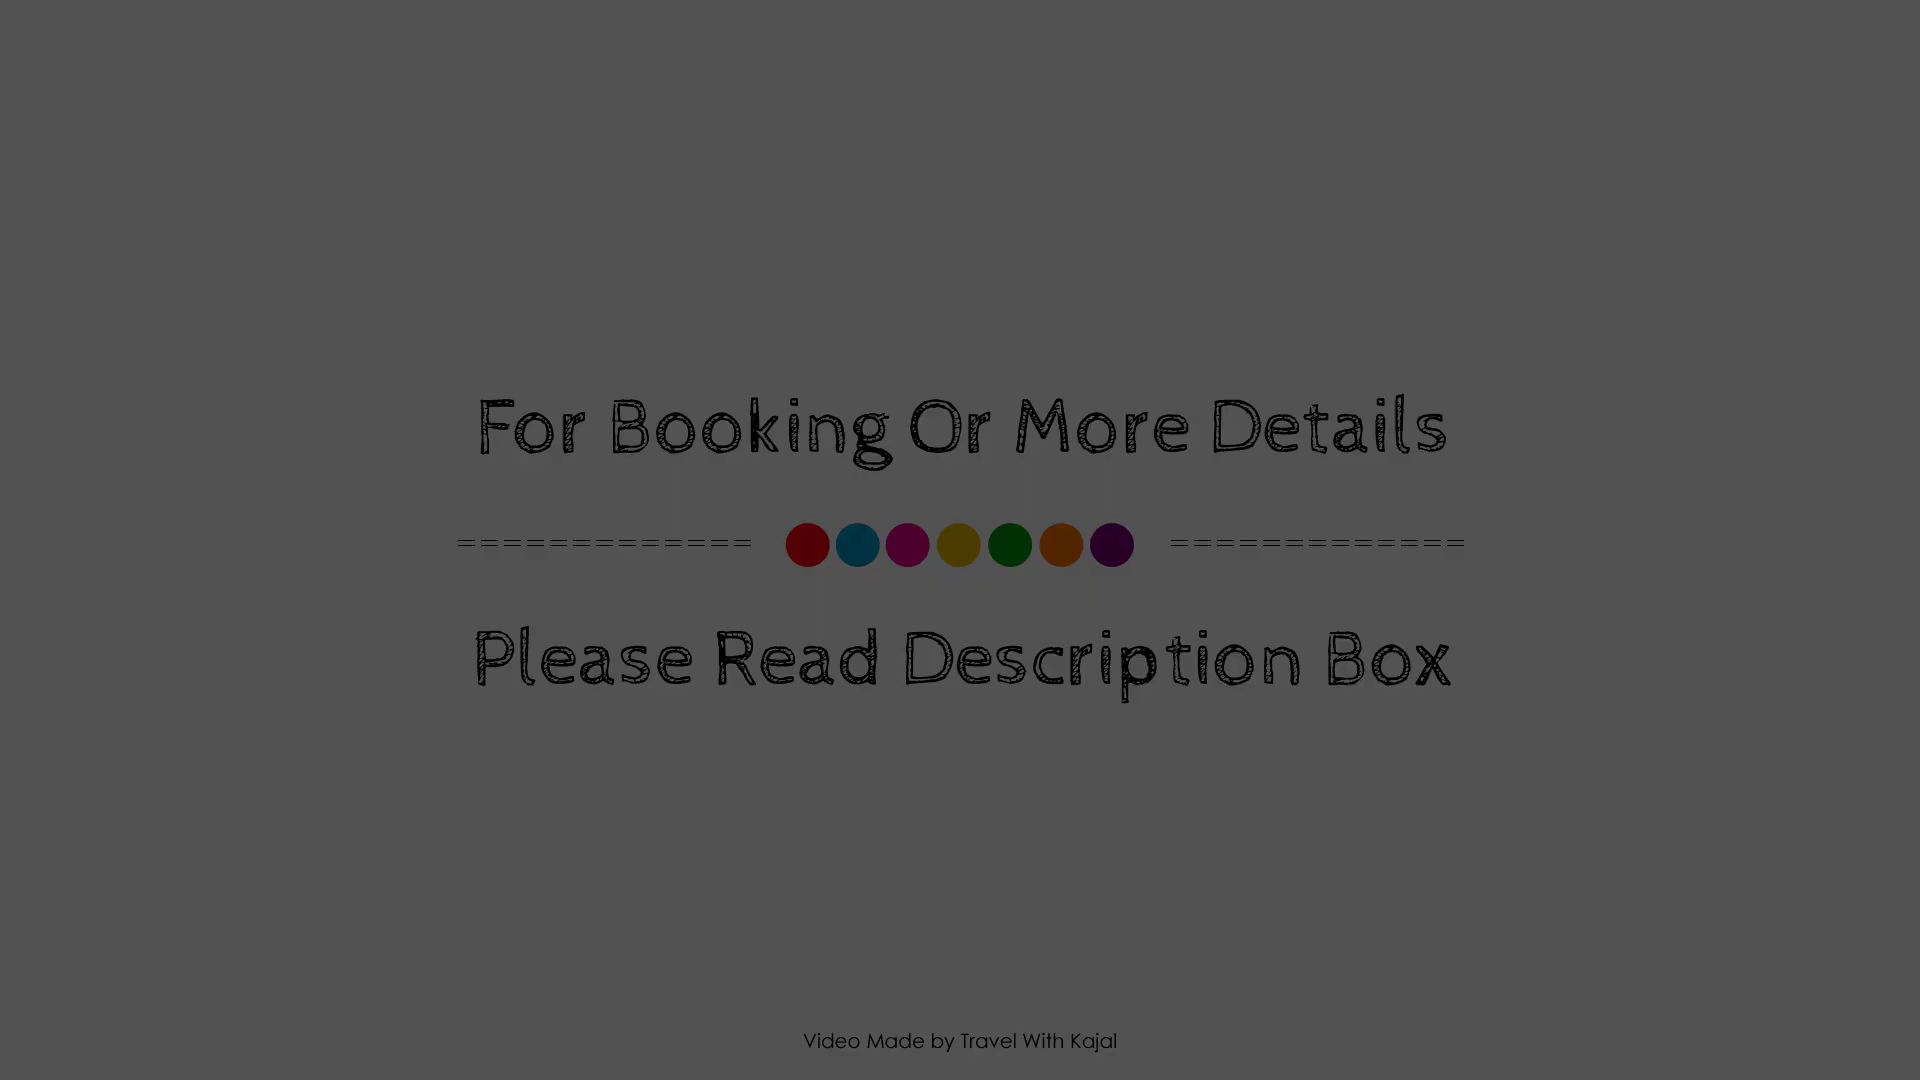 For Booking Or More Details
============= =============
Please Read Description Box
Video Made by Travel With Kajal